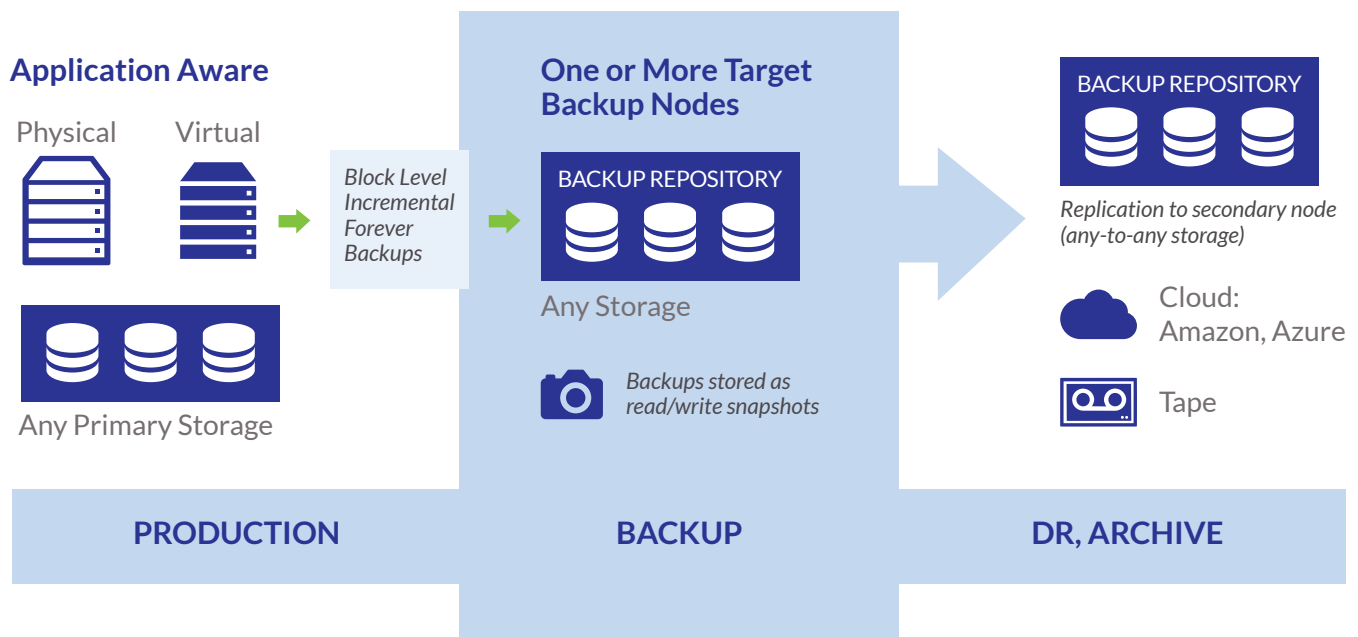 Application Aware
Physical
Virtual
Any Primary Storage
Block Level
Incremental
Forever
Backups
One or More Target
Backup Nodes
BACKUP REPOSITORY
Any Storage
Backups stored as
read/write snapshots
BACKUP REPOSITORY
Replication to secondary node
(any-to-any storage)
Cloud:
Amazon, Azure
Tape
PRODUCTION
BACKUP
DR, ARCHIVE